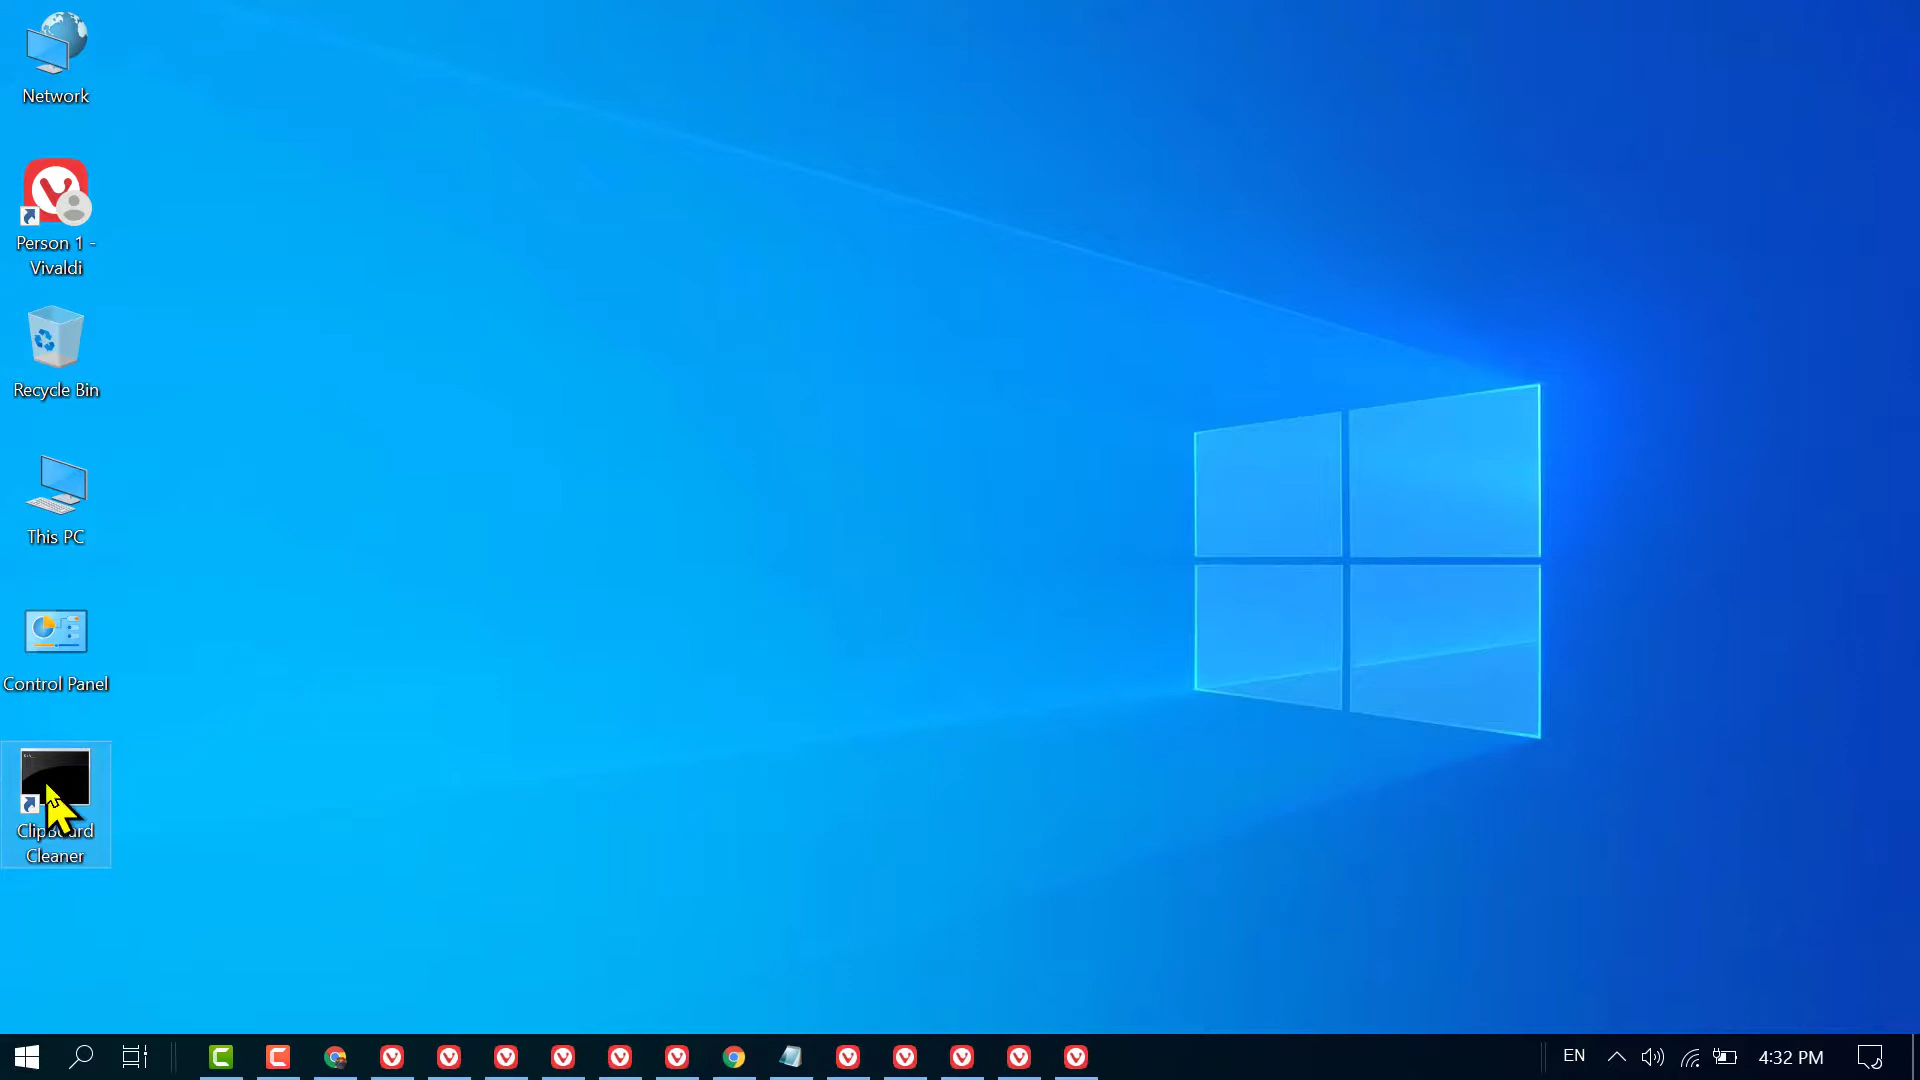 Network
Person 1 -
Vivaldi
Recycle Bin
This PC
Control Panel
Cleaner
EN
4:32 PM